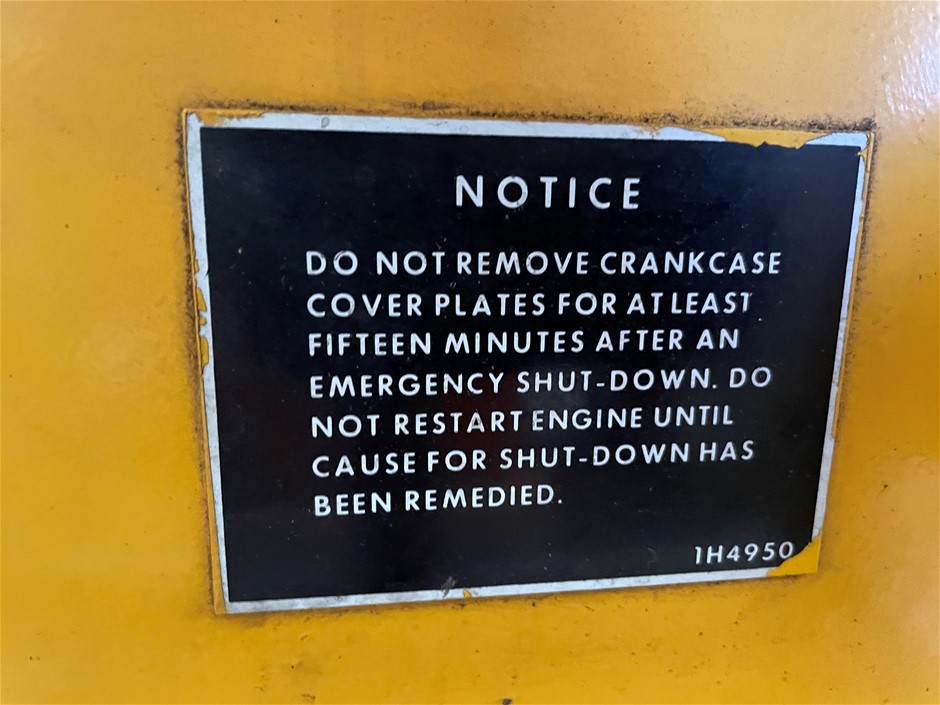 NOTICE
DO NOT REMOVE CRANKCASE
COVER PLATES FOR AT LEAST
FIFTEEN MINUTES AFTER AN
EMERGENCY SHUT-DOWN. DO
NOT RESTART ENGINE UNTIL
CAUSE FOR SHUT-DOWN HAS
BEEN REMEDIED.
1H4950